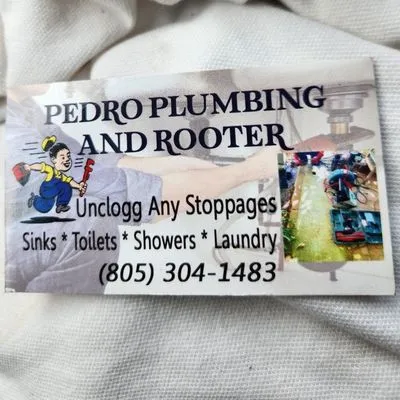 PEDRO PLUMBING
AND ROOTER
Unclogg Any Stoppages
Sinks * Toilets * Showers * Laundry
(805) 304-1483